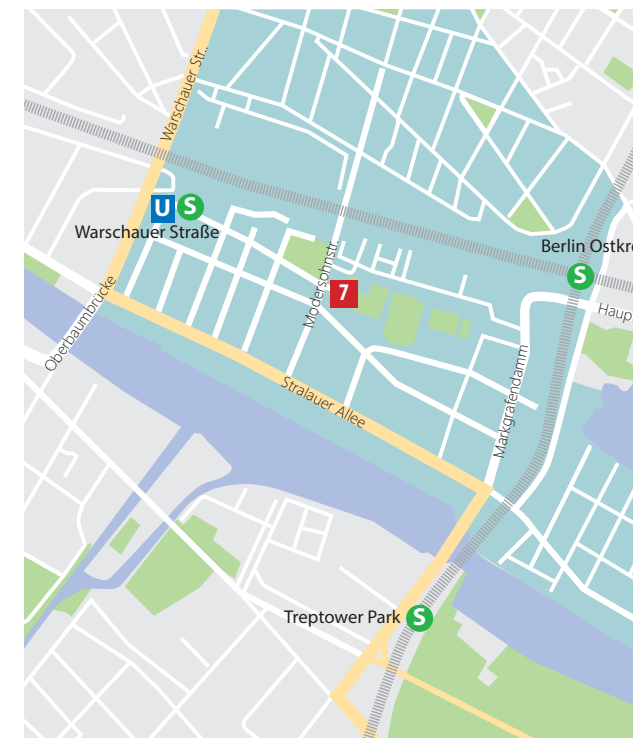 Warschauer Str.
U S
Warschauer Straße
Berlin Ostkre
S
Modersohnstr.
7
Oberbaumbrücke
Haup
Markgrafendamm
Stralauer Allee
Treptower Park S